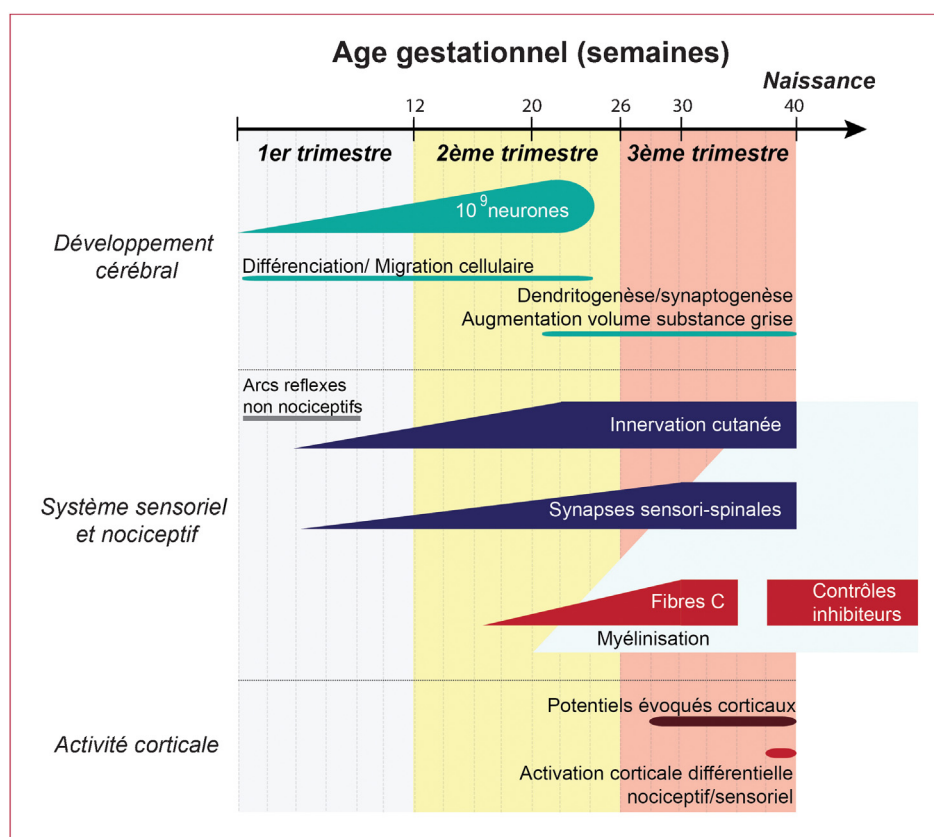 Age gestationnel (semaines)
Naissance
12 20 26 30 40
1er trimestre 2ème trimestre 3ème trimestre
Développement
cérébral
10⁹ neurones
Différenciation/ Migration cellulaire
Dendritogenèse/synaptogenèse
Augmentation volume substance grise
Système sensoriel
et nociceptif
Arcs reflexes
non nociceptifs
Innervation cutanée
Synapses sensori-spinales
Fibres C
Contrôles
inhibiteurs
Myélinisation
Activité corticale
Potentiels évoqués corticaux
Activation corticale différentielle
nociceptif/sensoriel